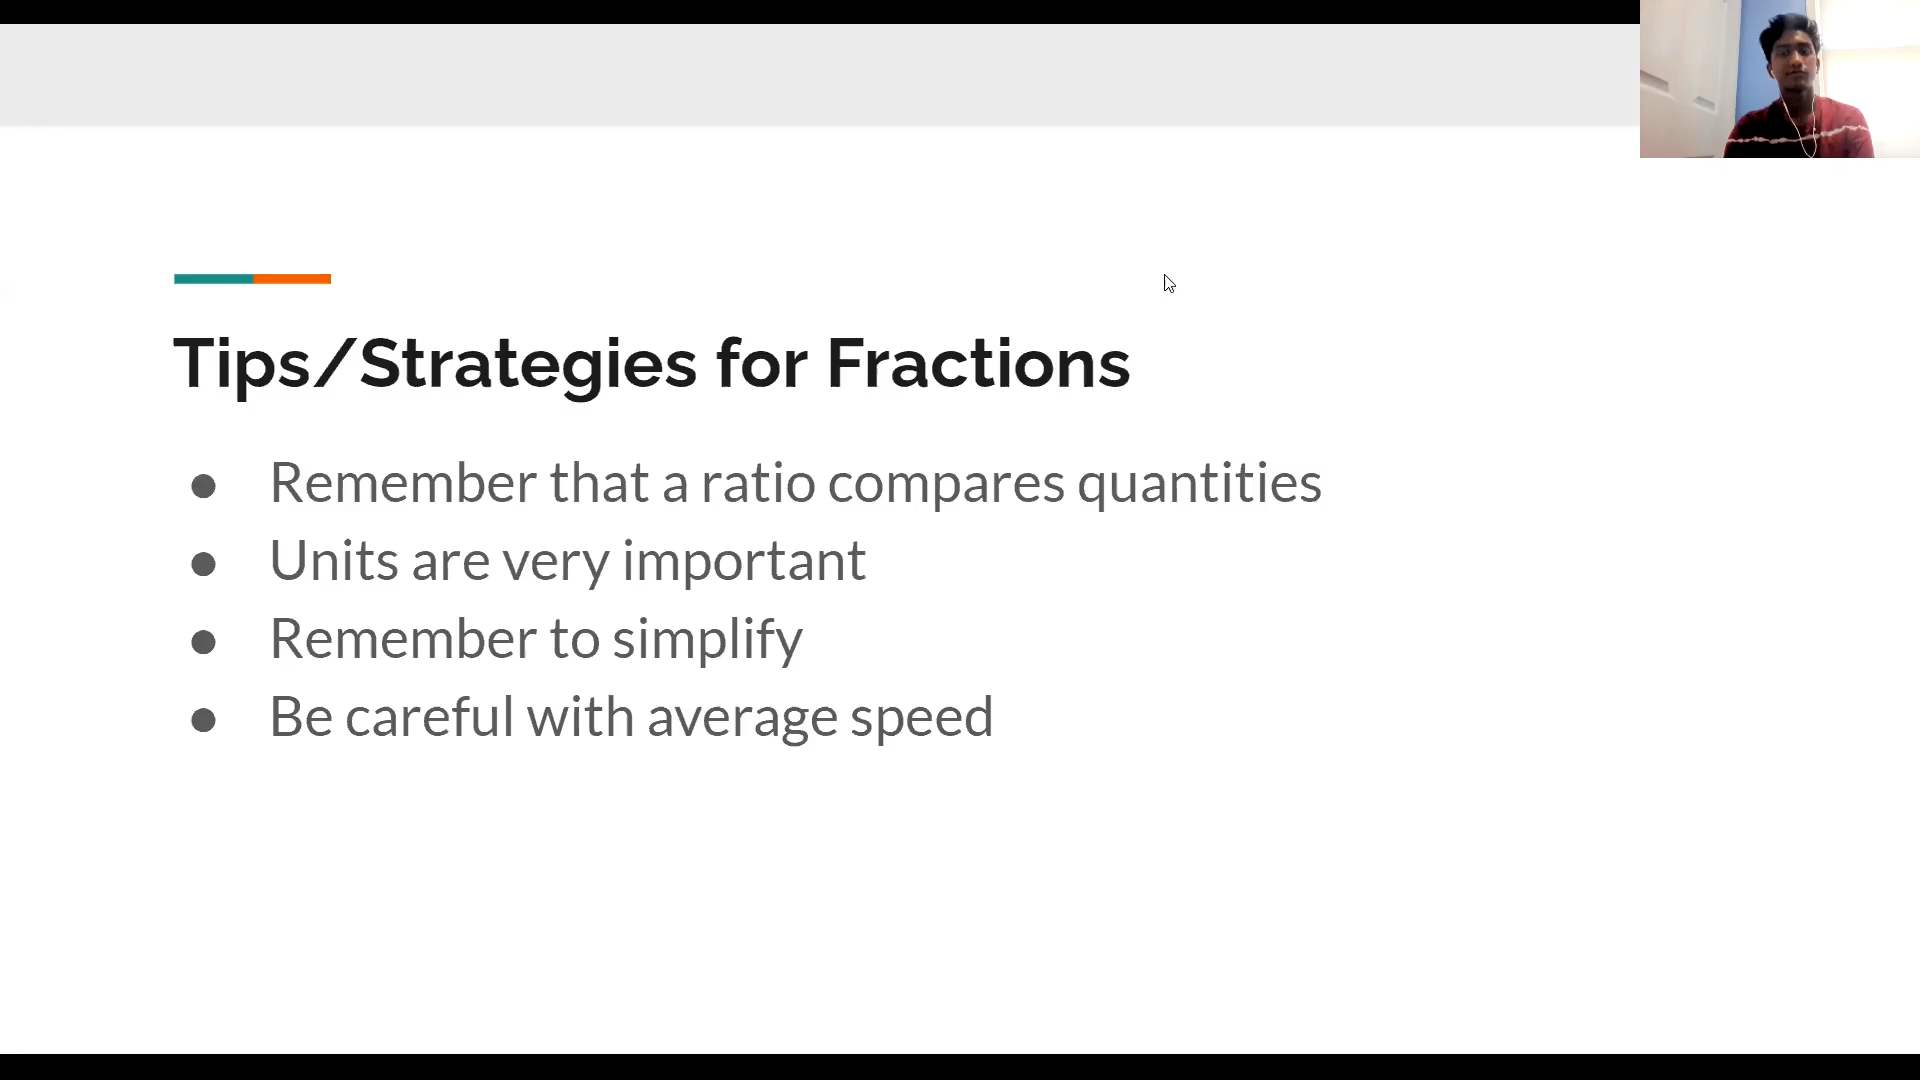 Tips/Strategies for Fractions
● Remember that a ratio compares quantities
● Units are very important
● Remember to simplify
● Be careful with average speed